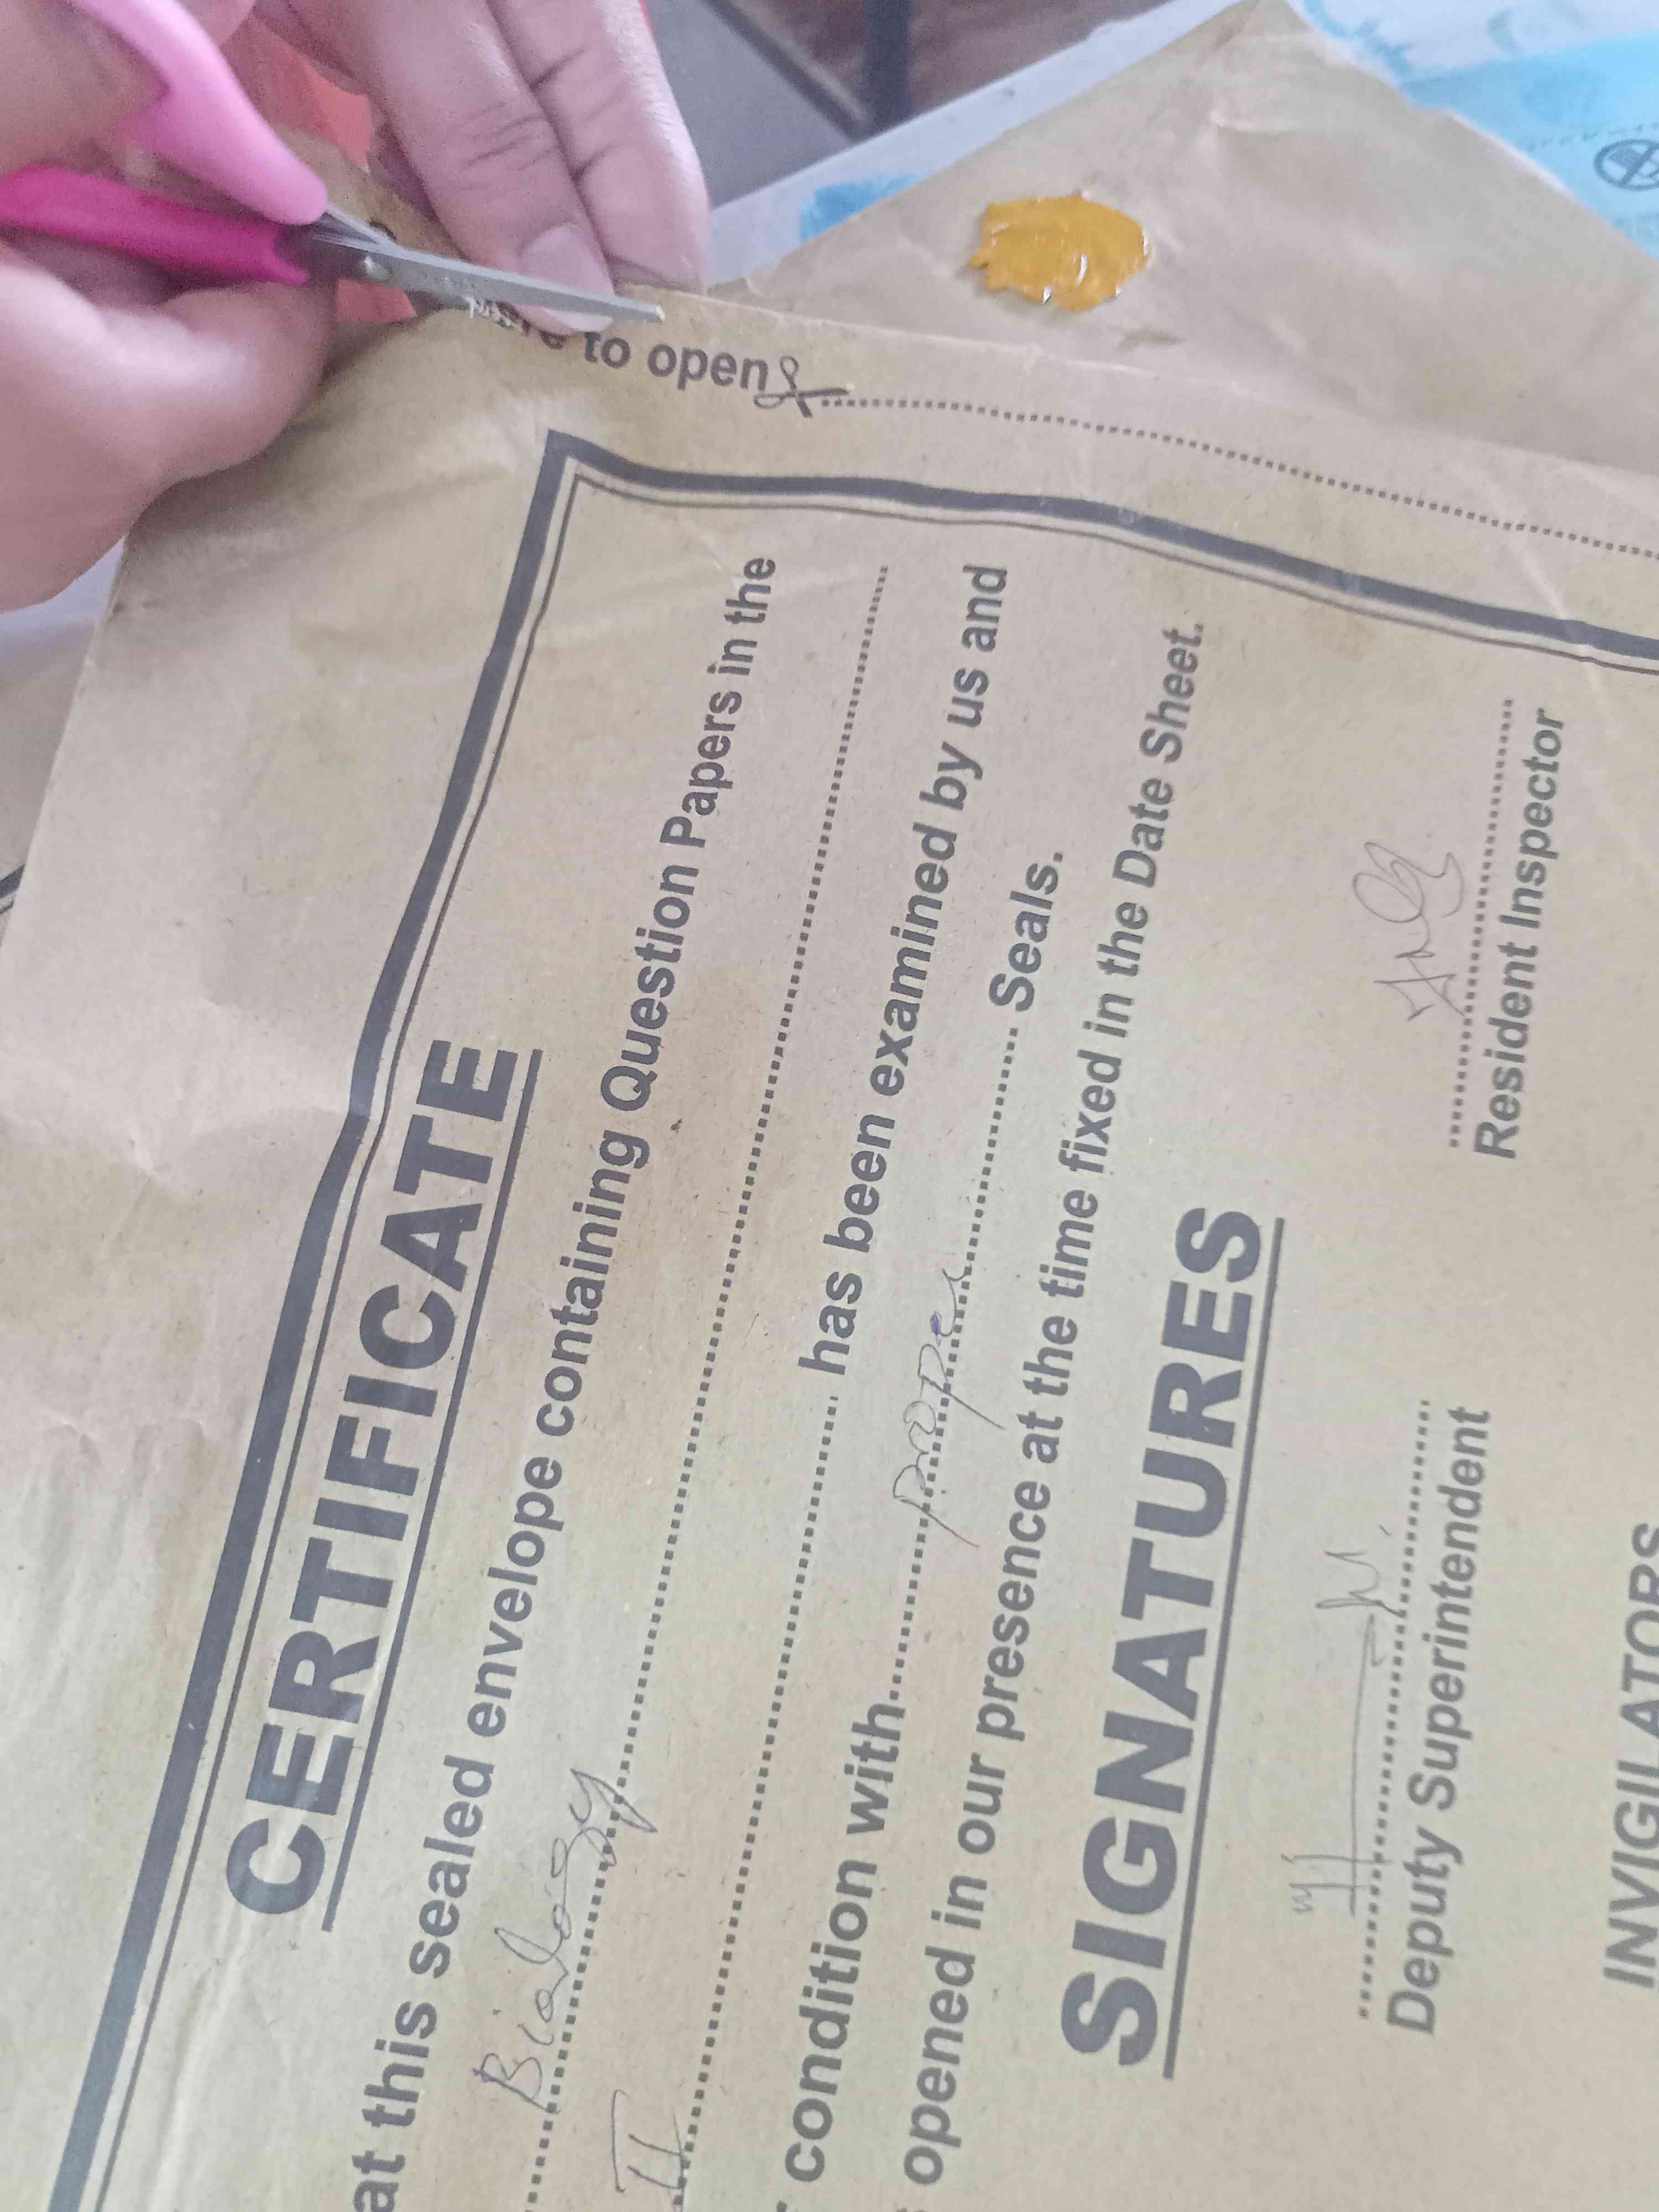 to open
CERTIFICATE
at this sealed envelope containing Question Papers in the
Biology
II has been examined by us and
condition with proper Seals.
opened in our presence at the time fixed in the Date Sheet.
SIGNATURES
Deputy Superintendent Resident Inspector
INVIGILATORS